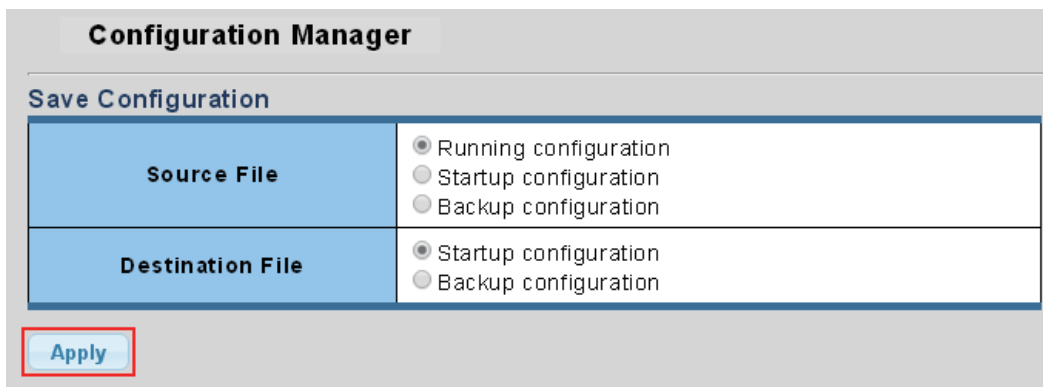 Configuration Manager
Save Configuration
Source File
Running configuration
Startup configuration
Backup configuration
Destination File
Startup configuration
Backup configuration
Apply